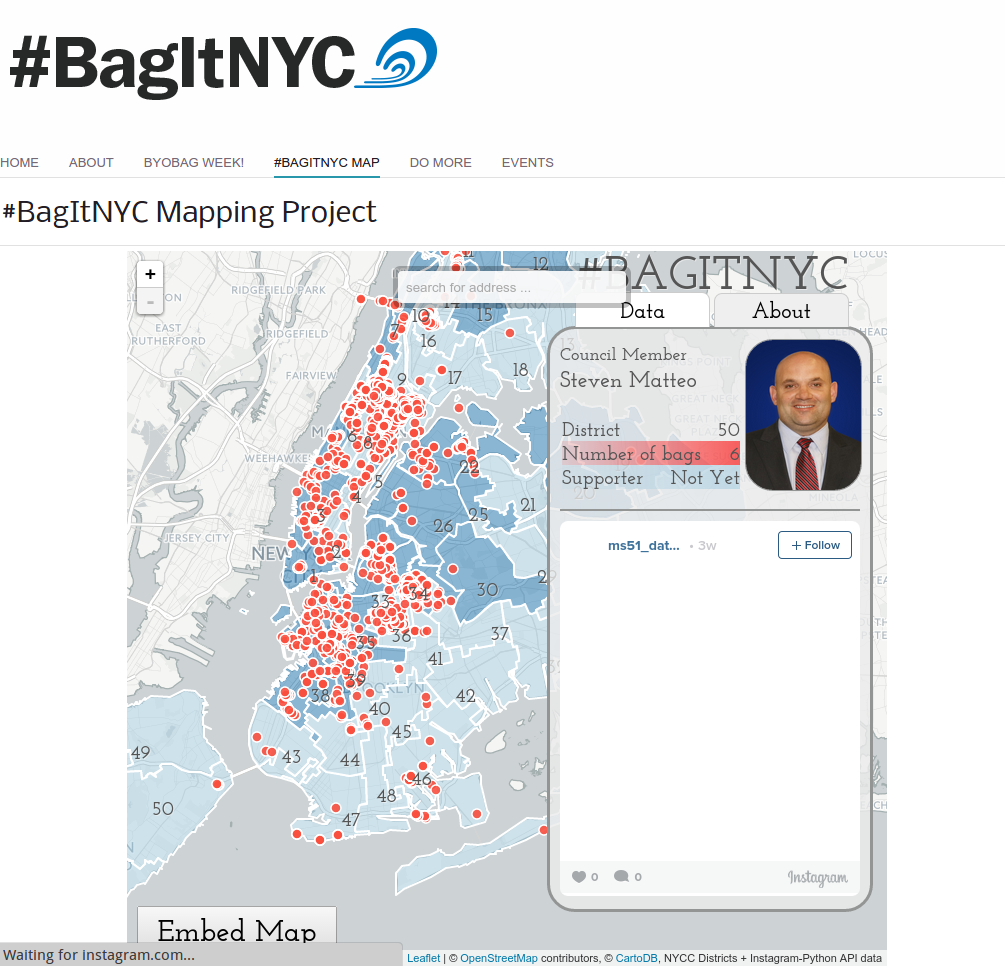 #BagItNYC
HOME ABOUT BYOBAG WEEK! #BAGITNYC MAP DO MORE EVENTS
#BagItNYC Mapping Project
+
-
search for address ...
#BAGITNYC
Data About
Council Member
Steven Matteo
District 50
Number of bags 6
Supporter Not Yet
ms51_dat... • 3w
+ Follow
0 0 Instagram
RIDGEFIELD PARK
EAST
RUTHERFORD
RIDGEFIELD
FAIRVIEW
WEEHAWKE
JERSEY CITY
NEW Y
CIT
OKLYN
MINEOLA
11
12
14
10
15
7
16
18
9
17
6
8
22
5
4
21
25
3
26
2
1
29
30
33
34
37
35
36
41
39
38
42
40
45
43
44
49
46
48
50
47
Embed Map
Waiting for instagram.com...
Leaflet | © OpenStreetMap contributors, © CartoDB, NYCC Districts + Instagram-Python API data